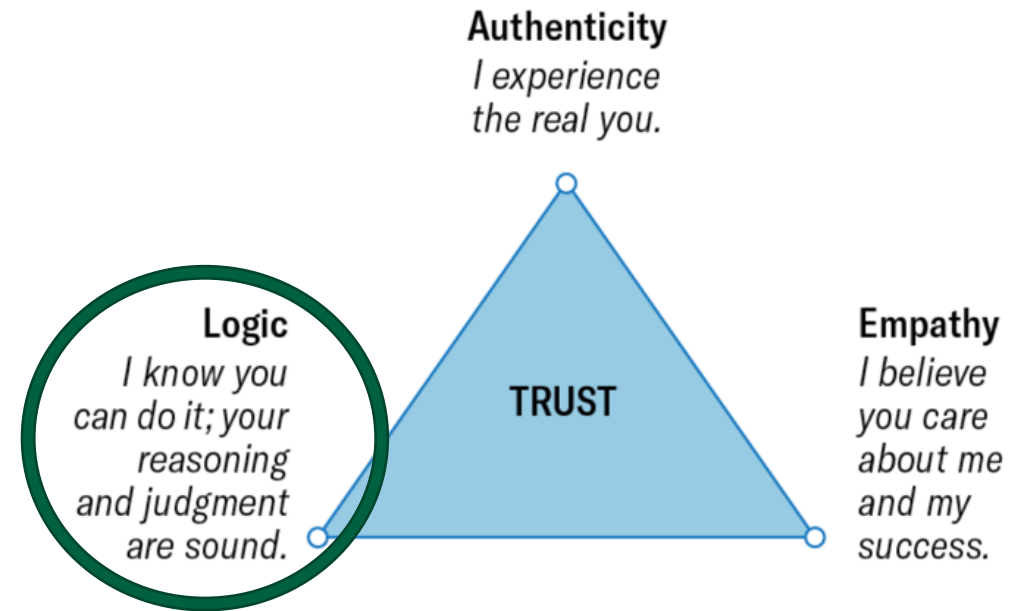 Authenticity
I experience
the real you.
Logic
I know you
can do it; your
reasoning
and judgment
are sound.
TRUST
Empathy
I believe
you care
about me
and my
success.